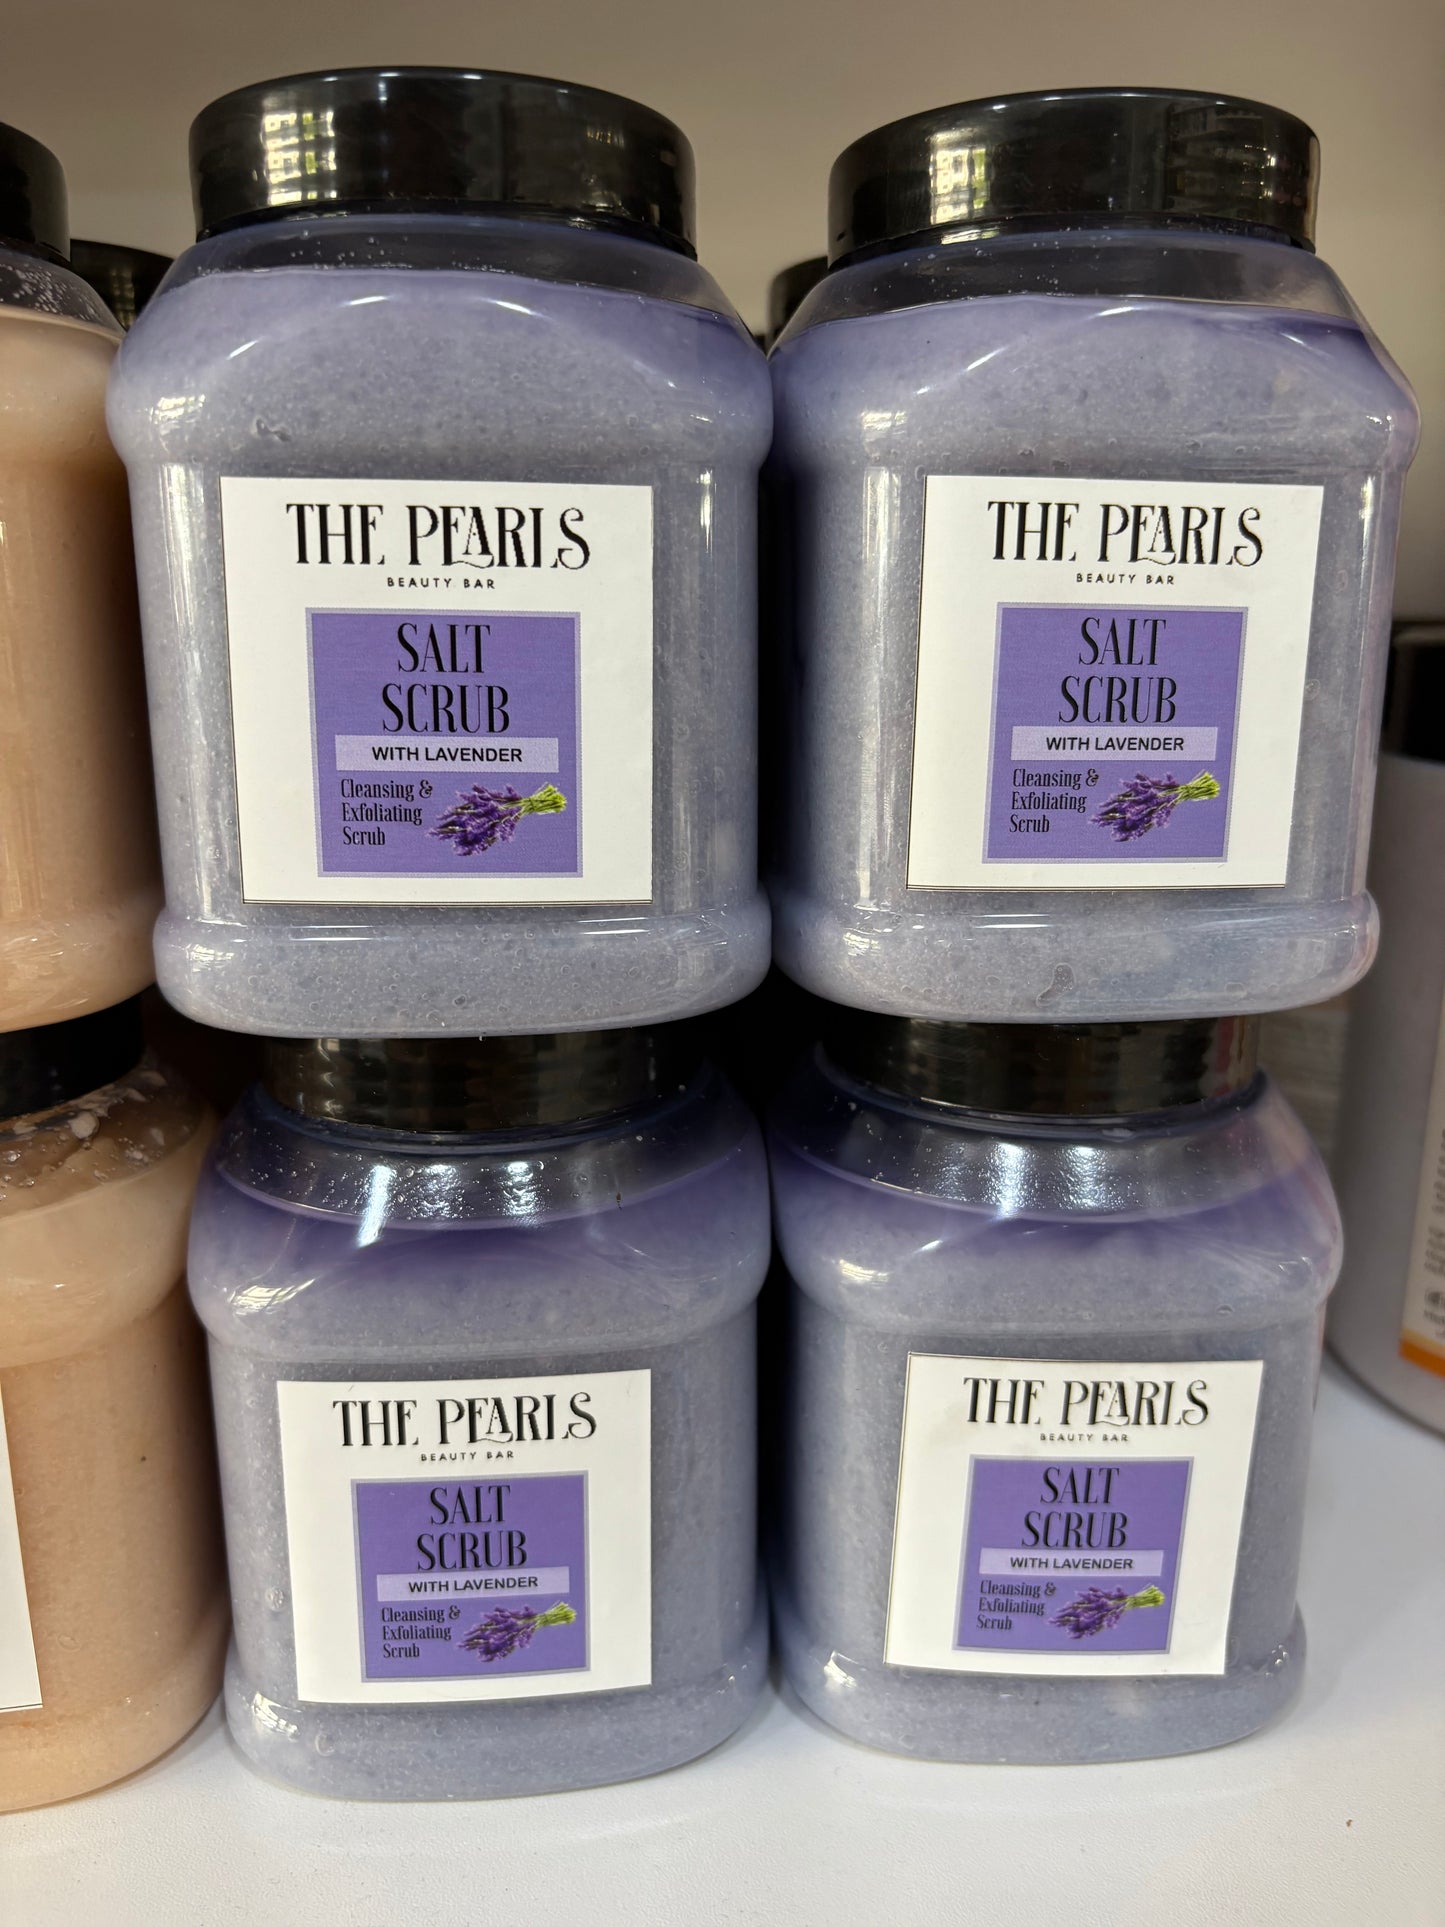 THE PEARLS
BEAUTY BAR
SALT
SCRUB
WITH LAVENDER
Cleansing &
Exfoliating
Scrub
THE PEARLS
BEAUTY BAR
SALT
SCRUB
WITH LAVENDER
Cleansing &
Exfoliating
Scrub
THE PEARLS
BEAUTY BAR
SALT
SCRUB
WITH LAVENDER
Cleansing &
Exfoliating
Scrub
THE PEARLS
BEAUTY BAR
SALT
SCRUB
WITH LAVENDER
Cleansing &
Exfoliating
Scrub